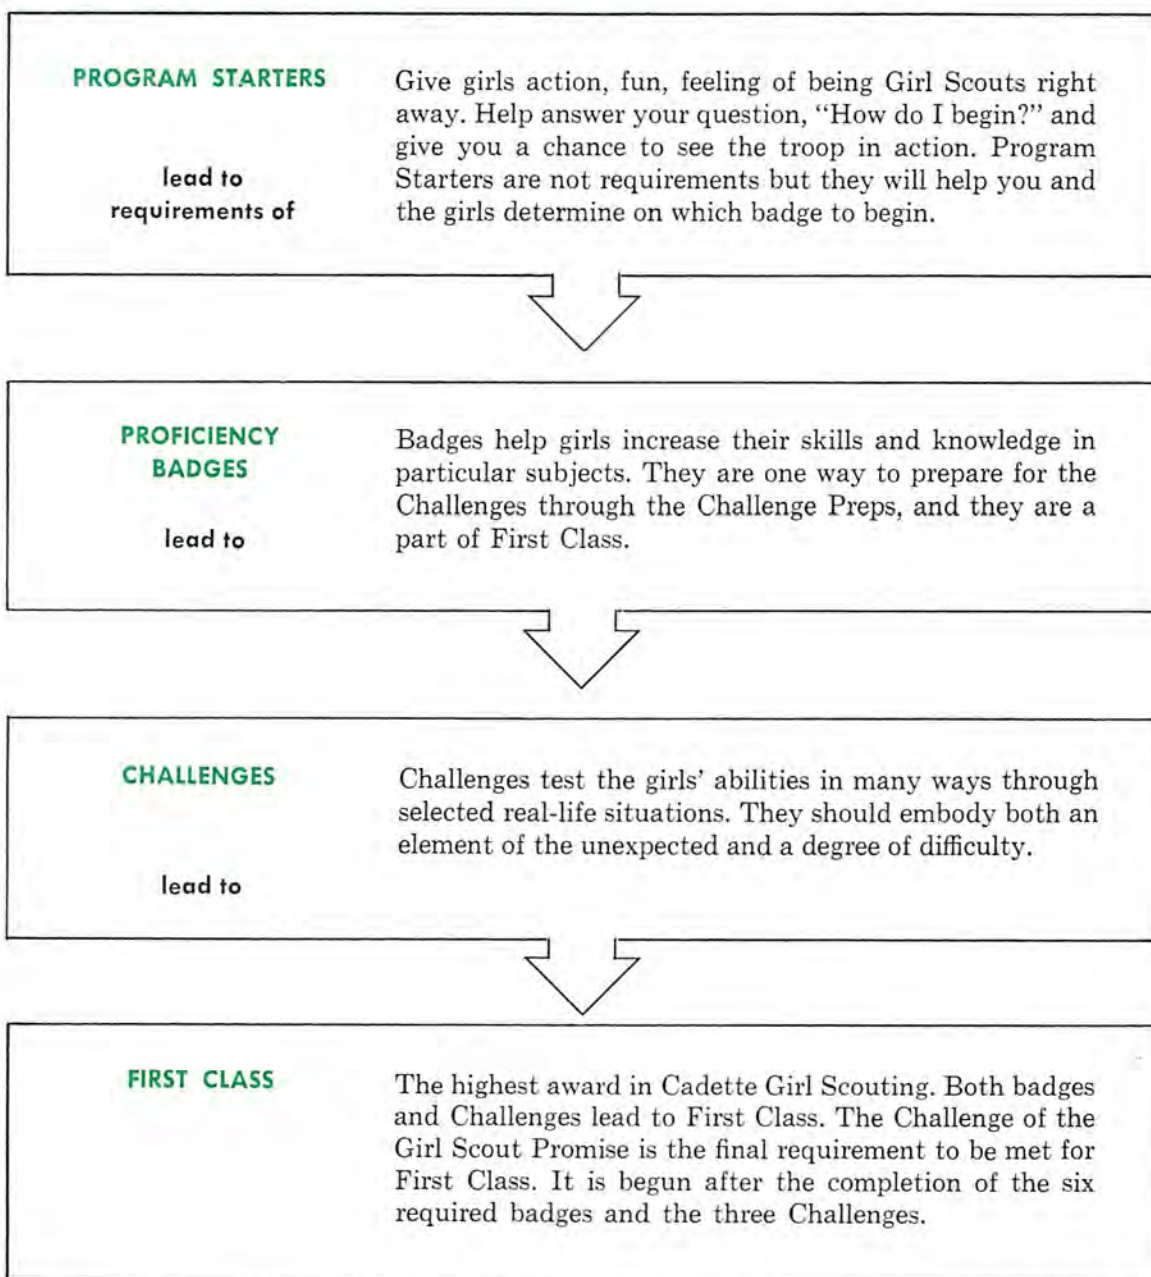 PROGRAM STARTERS
lead to
requirements of
Give girls action, fun, feeling of being Girl Scouts right
away. Help answer your question, “How do I begin?” and
give you a chance to see the troop in action. Program
Starters are not requirements but they will help you and
the girls determine on which badge to begin.
PROFICIENCY
BADGES
lead to
Badges help girls increase their skills and knowledge in
particular subjects. They are one way to prepare for the
Challenges through the Challenge Preps, and they are a
part of First Class.
CHALLENGES
lead to
Challenges test the girls’ abilities in many ways through
selected real-life situations. They should embody both an
element of the unexpected and a degree of difficulty.
FIRST CLASS
The highest award in Cadette Girl Scouting. Both badges
and Challenges lead to First Class. The Challenge of the
Girl Scout Promise is the final requirement to be met for
First Class. It is begun after the completion of the six
required badges and the three Challenges.